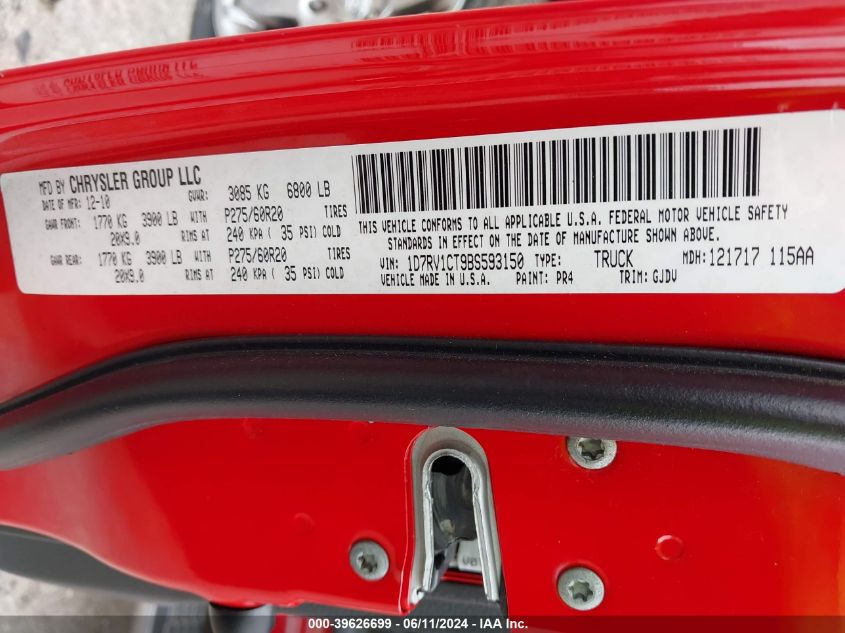 MFD BY CHRYSLER GROUP LLC
DATE OF MFR: 12-10 GVWR: 3085 KG 6800 LB
GAWR FRONT: 1770 KG 3900 LB WITH P275/60R20 TIRES
20X9.0 RIMS AT 240 KPA ( 35 PSI) COLD
GAWR REAR: 1770 KG 3900 LB WITH P275/60R20 TIRES
20X9.0 RIMS AT 240 KPA ( 35 PSI) COLD
THIS VEHICLE CONFORMS TO ALL APPLICABLE U.S.A. FEDERAL MOTOR VEHICLE SAFETY
STANDARDS IN EFFECT ON THE DATE OF MANUFACTURE SHOWN ABOVE.
VIN: 1D7RV1CT9BS593150 TYPE: TRUCK MDH: 121717 115AA
VEHICLE MADE IN U.S.A. PAINT: PR4 TRIM: GJDV
000-39626699 - 06/11/2024 - IAA Inc.